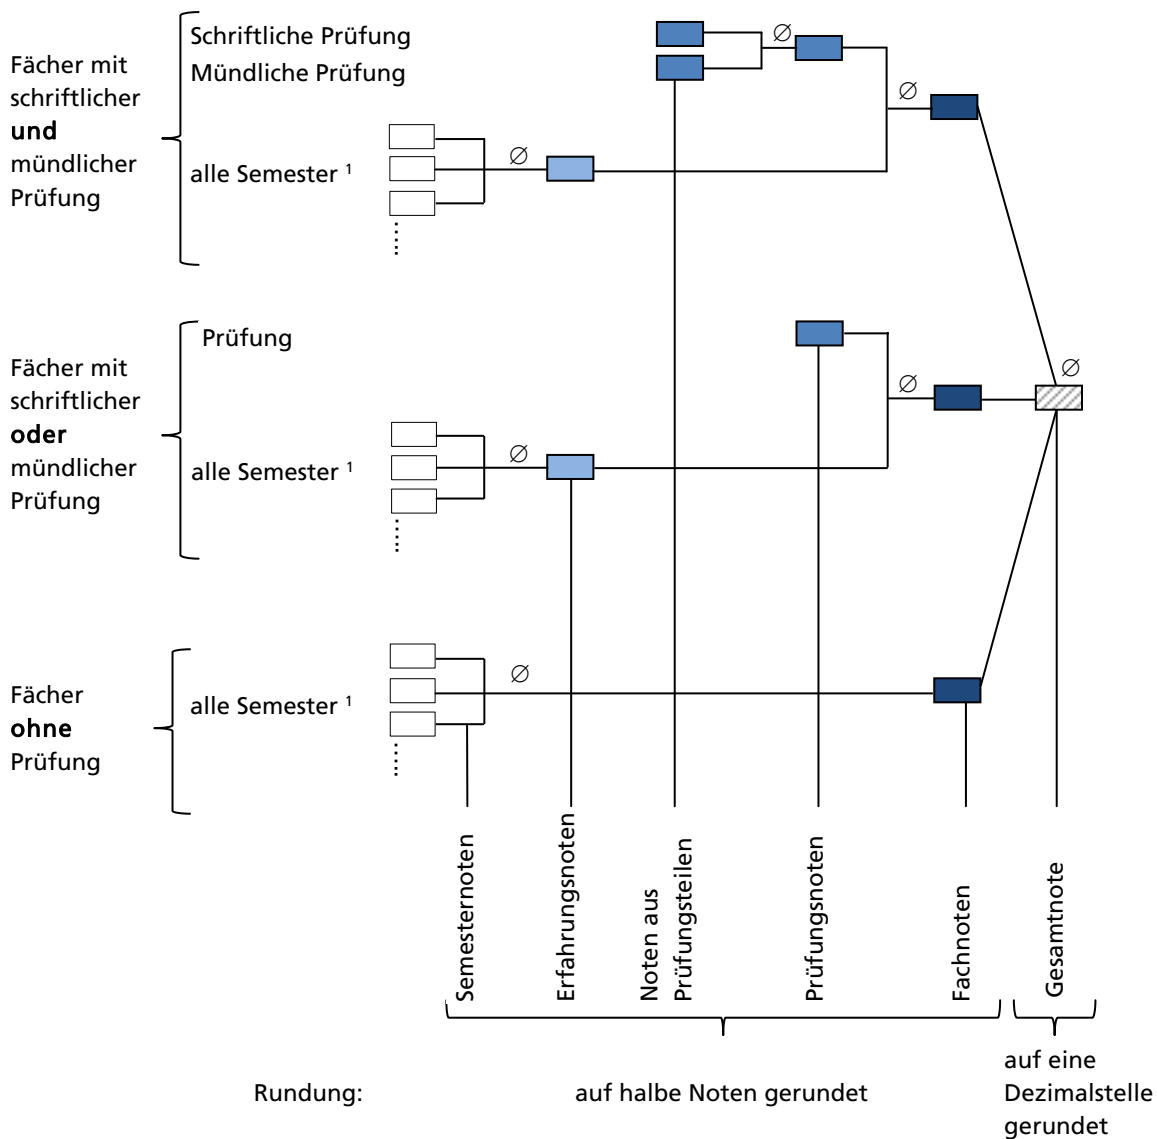 Fächer mit
schriftlicher
und
mündlicher
Prüfung
Schriftliche Prüfung
Mündliche Prüfung
alle Semester ¹
∅
∅
∅
Fächer mit
schriftlicher
oder
mündlicher
Prüfung
Prüfung
alle Semester ¹
∅
∅
∅
Fächer
ohne
Prüfung
alle Semester ¹
∅
Semesternoten
Erfahrungsnoten
Noten aus
Prüfungsteilen
Prüfungsnoten
Fachnoten
Gesamtnote
Rundung:
auf halbe Noten gerundet
auf eine
Dezimalstelle
gerundet